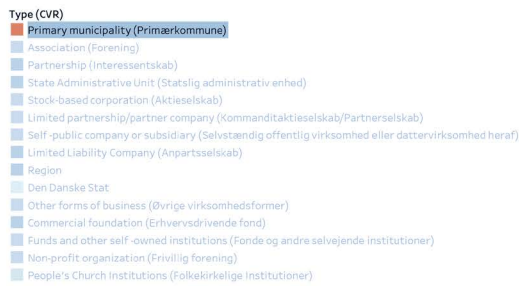 Type (CVR)
Primary municipality (Primærkommune)
Association (Forening)
Partnership (Interessentskab)
State Administrative Unit (Statslig administrativ enhed)
Stock-based corporation (Aktieselskab)
Limited partnership/partner company (Kommanditaktieselskab/Partnerselskab)
Self-public company or subsidiary (Selvstændig offentlig virksomhed eller dattervirksomhed heraf)
Limited Liability Company (Anpartsselskab)
Region
Den Danske Stat
Other forms of business (Øvrige virksomhedsformer)
Commercial foundation (Erhvervsdrivende fond)
Funds and other self-owned institutions (Fonde og andre selvejende institutioner)
Non-profit organization (Frivillig forening)
People's Church Institutions (Folkekirkelige Institutioner)